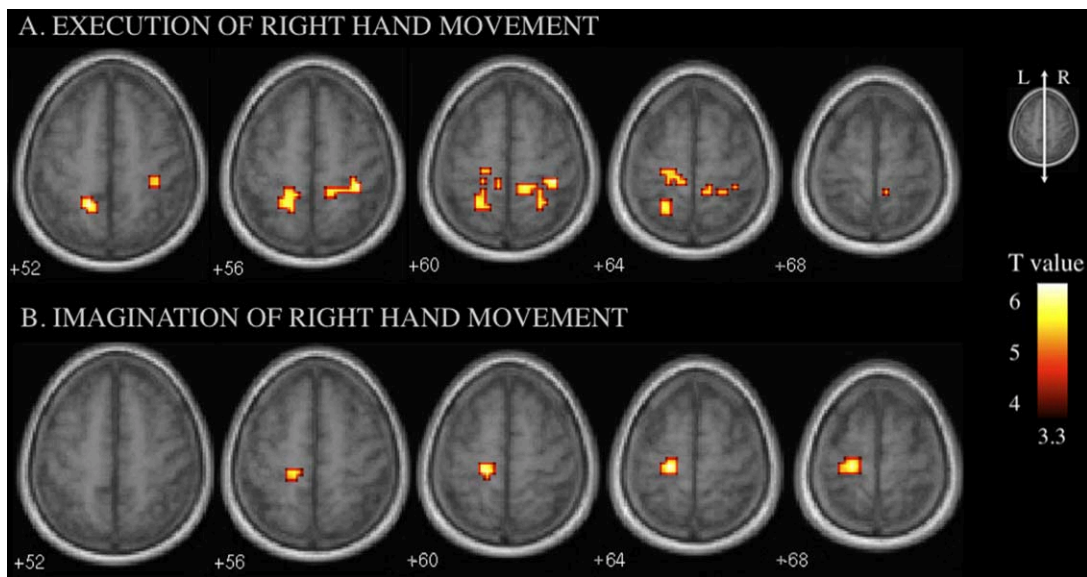 A. EXECUTION OF RIGHT HAND MOVEMENT
L R
+52 +56 +60 +64 +68
T value
6
5
4
3.3
B. IMAGINATION OF RIGHT HAND MOVEMENT
+52 +56 +60 +64 +68